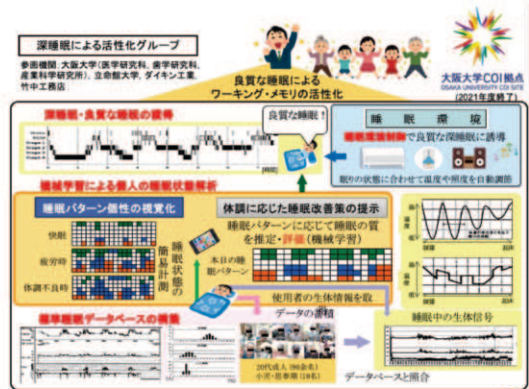 深睡眠による活性化グループ
参画機関: 大阪大学(医学研究科, 歯学研究科,
産業科学研究所), 立命館大学, ダイキン工業,
竹中工務店
大阪大学COI拠点
OSAKA UNIVERSITY COI SITE
(2021年度終了)
良質な睡眠による
ワーキング・メモリの活性化
深睡眠・良質な睡眠の獲得
良質な睡眠!
[時間]
睡眠環境
睡眠環境制御で良質な深睡眠に誘導
眠りの状態に合わせて温度や照度を自動調節
機械学習による個人の睡眠状態解析
睡眠パターン個性の視覚化
快眠
疲労時
体調不良時
睡眠状態の
簡易計測
体調に応じた睡眠改善策の提示
睡眠パターンに応じて睡眠の質
を推定・評価(機械学習)
本日の睡
眠パターン
使用者の生体情報を取
データの蓄積
標準睡眠データベースの構築
睡眠中の生体信号
データベースと照合